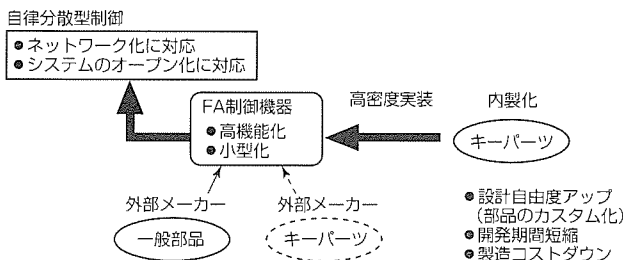 自律分散型制御
●ネットワーク化に対応
●システムのオープン化に対応
FA制御機器
●高機能化
●小型化
高密度実装
内製化
キーパーツ
外部メーカー
外部メーカー
一般部品
キーパーツ
●設計自由度アップ
(部品のカスタム化)
●開発期間短縮
●製造コストダウン